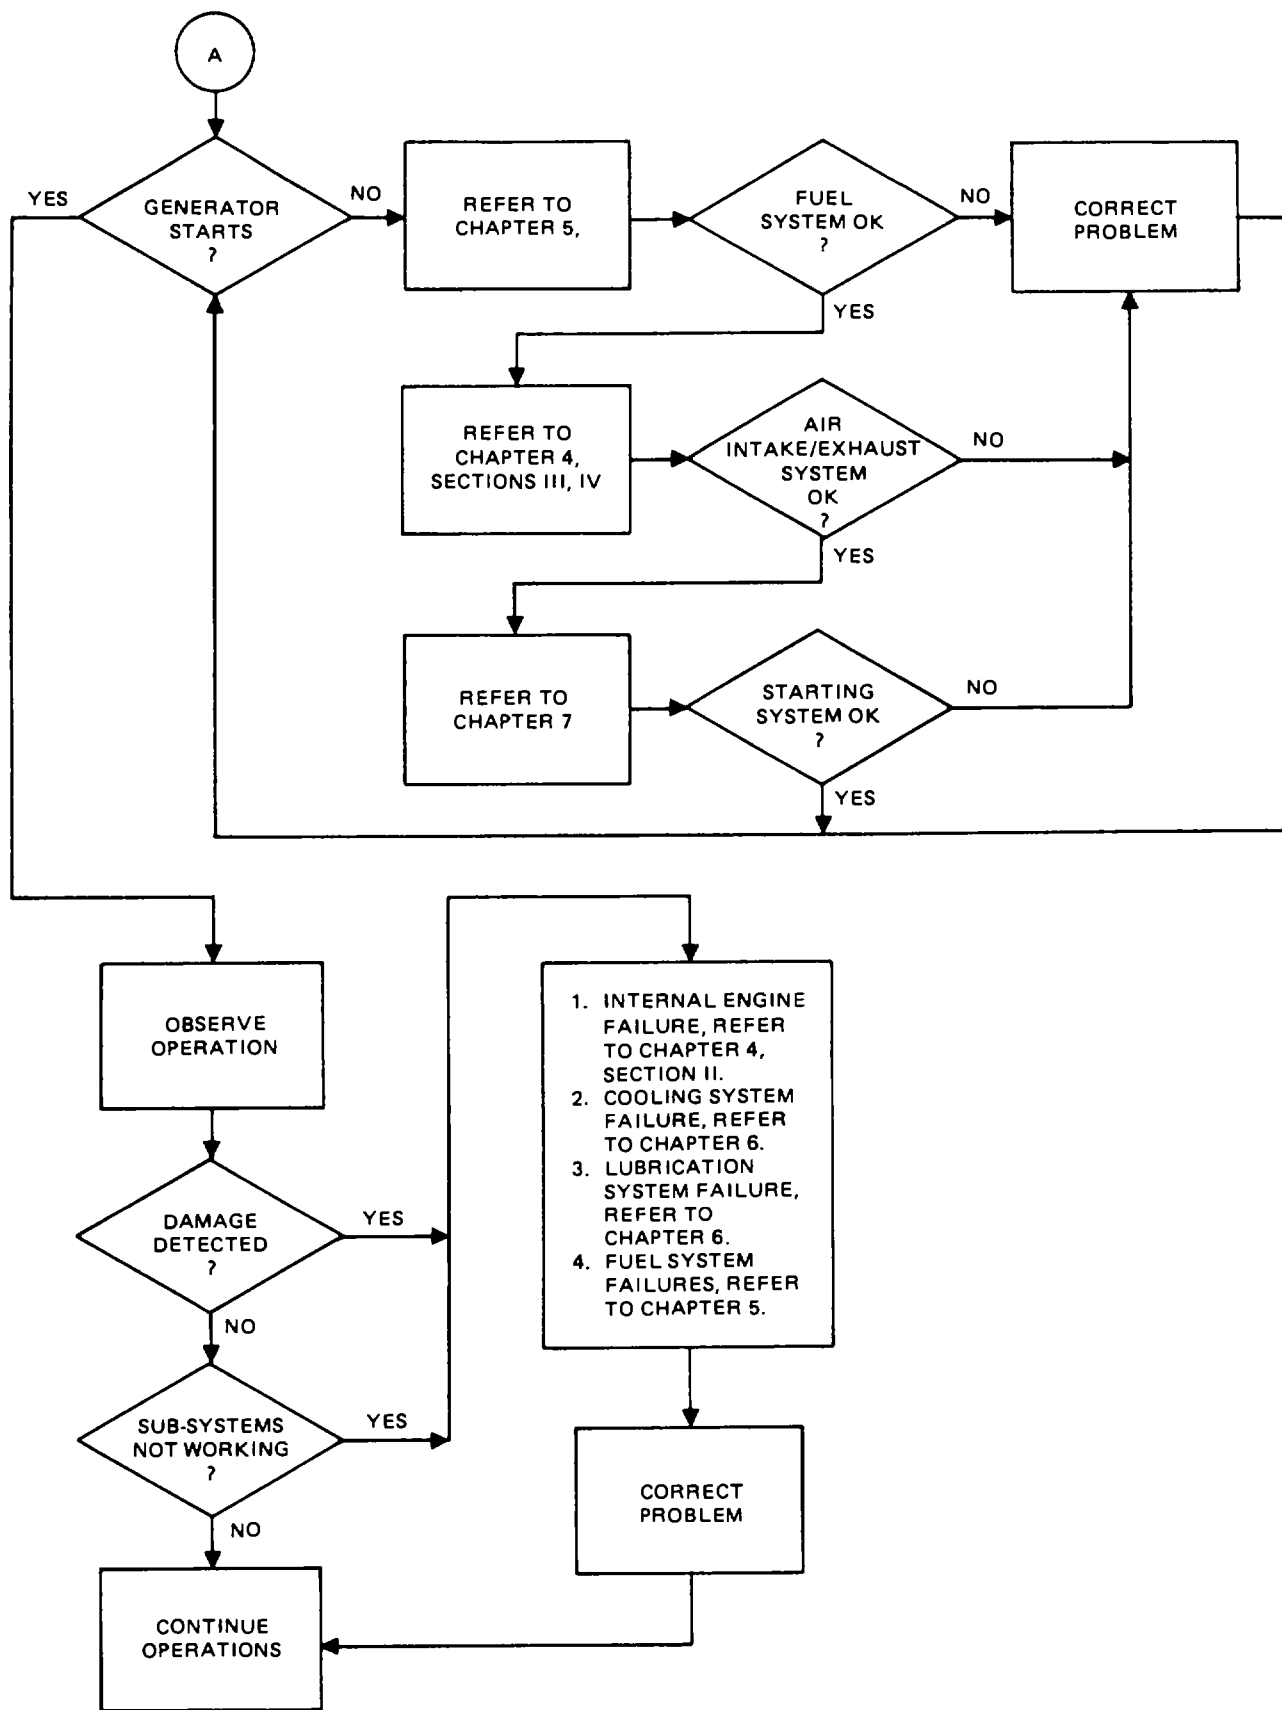 A
YES
GENERATOR
STARTS
?
NO
REFER TO
CHAPTER 5,
FUEL
SYSTEM OK
?
NO
CORRECT
PROBLEM
YES
REFER TO
CHAPTER 4,
SECTIONS III, IV
AIR
INTAKE/EXHAUST
SYSTEM
OK
?
NO
YES
REFER TO
CHAPTER 7
STARTING
SYSTEM OK
?
NO
YES
OBSERVE
OPERATION
DAMAGE
DETECTED
?
YES
NO
SUB-SYSTEMS
NOT WORKING
?
YES
NO
CONTINUE
OPERATIONS
1. INTERNAL ENGINE
FAILURE, REFER
TO CHAPTER 4,
SECTION II.
2. COOLING SYSTEM
FAILURE, REFER
TO CHAPTER 6.
3. LUBRICATION
SYSTEM FAILURE,
REFER TO
CHAPTER 6.
4. FUEL SYSTEM
FAILURES, REFER
TO CHAPTER 5.
CORRECT
PROBLEM